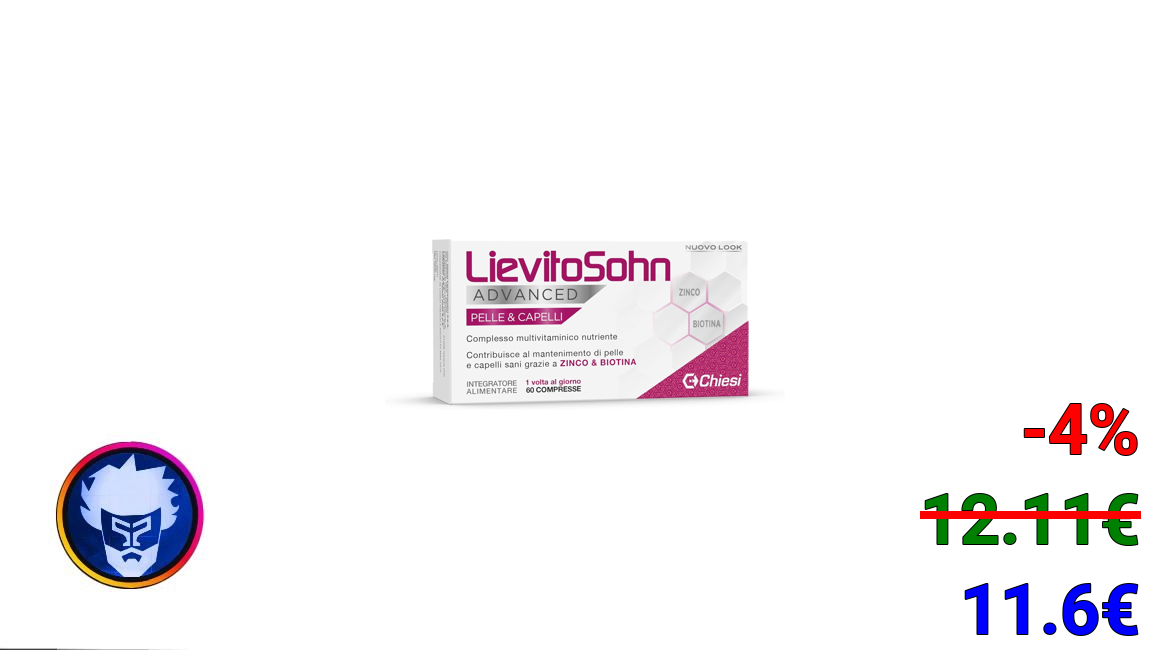 NUOVO LOOK
LievitoSohn
ADVANCED
PELLE & CAPELLI
ZINCO
BIOTINA
Complesso multivitaminico nutriente
Contribuisce al mantenimento di pelle
e capelli sani grazie a ZINCO & BIOTINA
INTEGRATORE 1 volta al giorno
ALIMENTARE 60 COMPRESSE
Chiesi
-4%
12.11€
11.6€